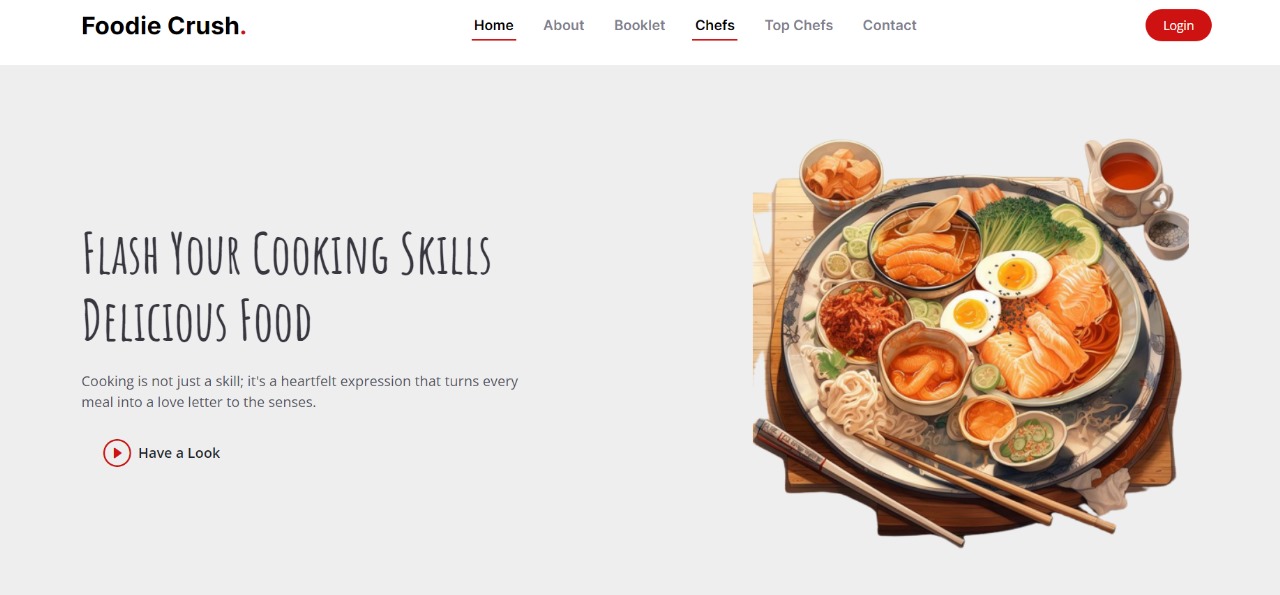 Foodie Crush.
Home About Booklet Chefs Top Chefs Contact
Login
Flash Your Cooking Skills
Delicious Food
Cooking is not just a skill; it's a heartfelt expression that turns every
meal into a love letter to the senses.
Have a Look